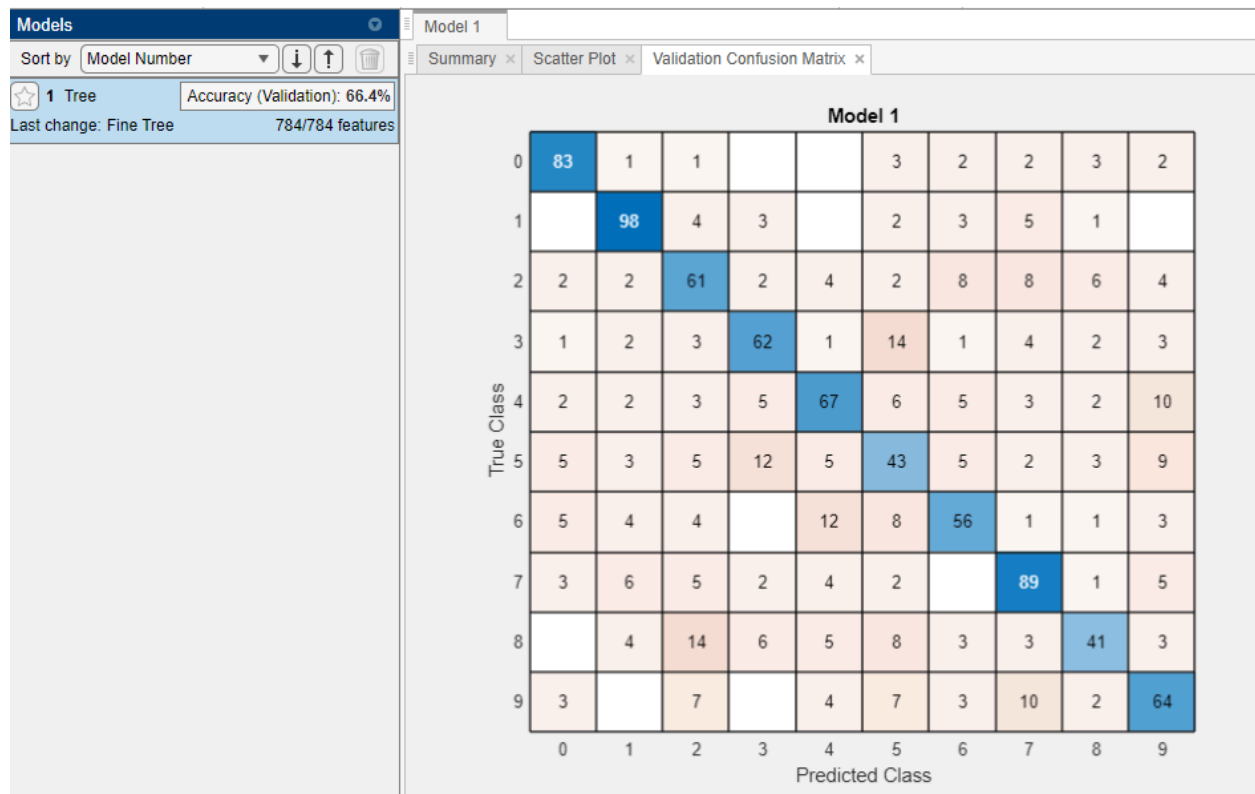 Models
Sort by Model Number
1 Tree Accuracy (Validation): 66.4%
Last change: Fine Tree 784/784 features
Model 1
Summary × Scatter Plot × Validation Confusion Matrix ×
Model 1
True Class
0 83 1 1 3 2 2 3 2
1 98 4 3 2 3 5 1
2 2 2 61 2 4 2 8 8 6 4
3 1 2 3 62 1 14 1 4 2 3
4 2 2 3 5 67 6 5 3 2 10
5 5 3 5 12 5 43 5 2 3 9
6 5 4 4 12 8 56 1 1 3
7 3 6 5 2 4 2 89 1 5
8 4 14 6 5 8 3 3 41 3
9 3 7 4 7 3 10 2 64
0 1 2 3 4 5 6 7 8 9
Predicted Class